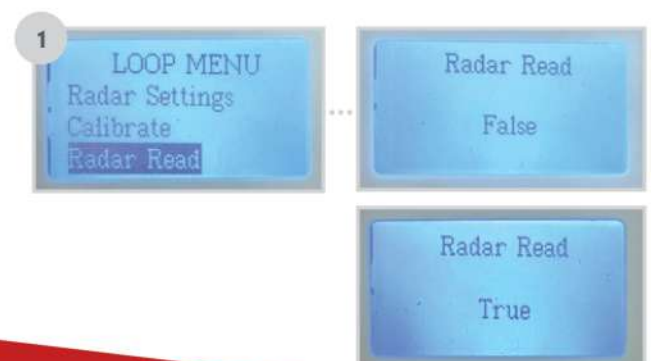 1
LOOP MENU
Radar Settings
Calibrate
Radar Read
Radar Read
False
Radar Read
True